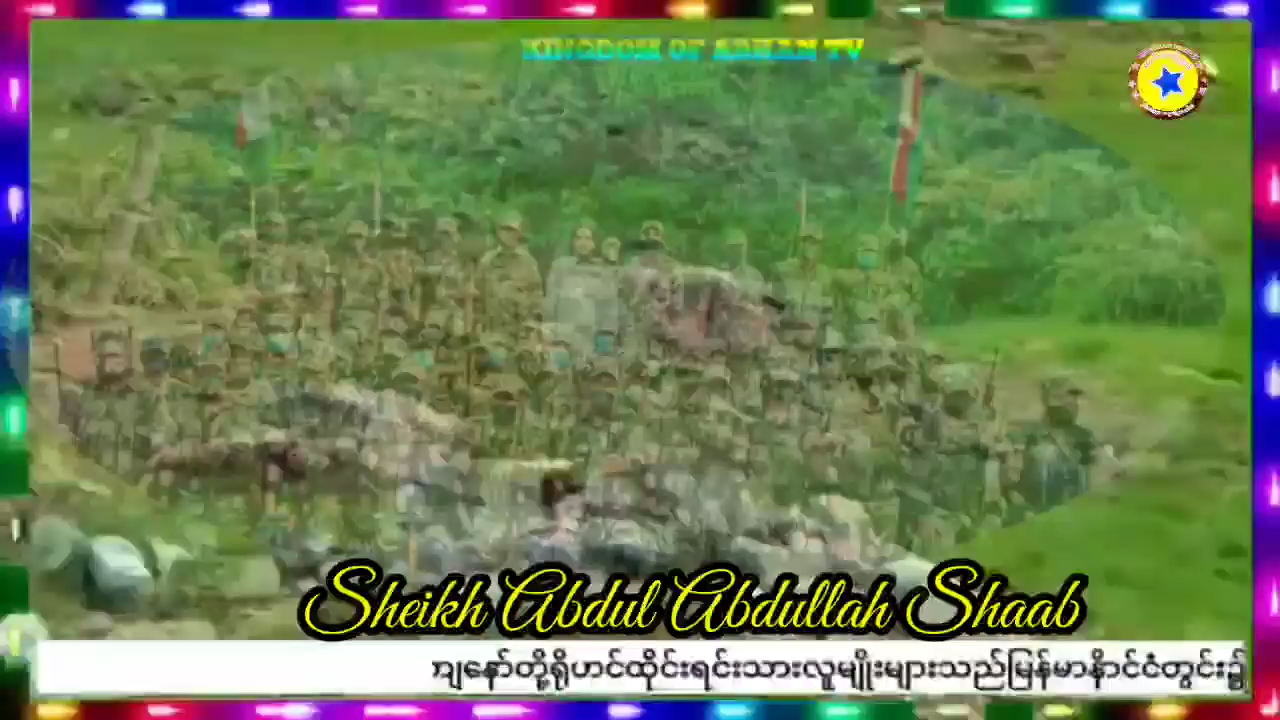 KINGDOM OF ARHAN TV
Sheikh Abdul Abdullah Shaab
ကျနော်တို့ရိုဟင်ထိုင်းရင်းသားလူမျိုးများသည်မြန်မာနိာင်ငံတွင်း၌